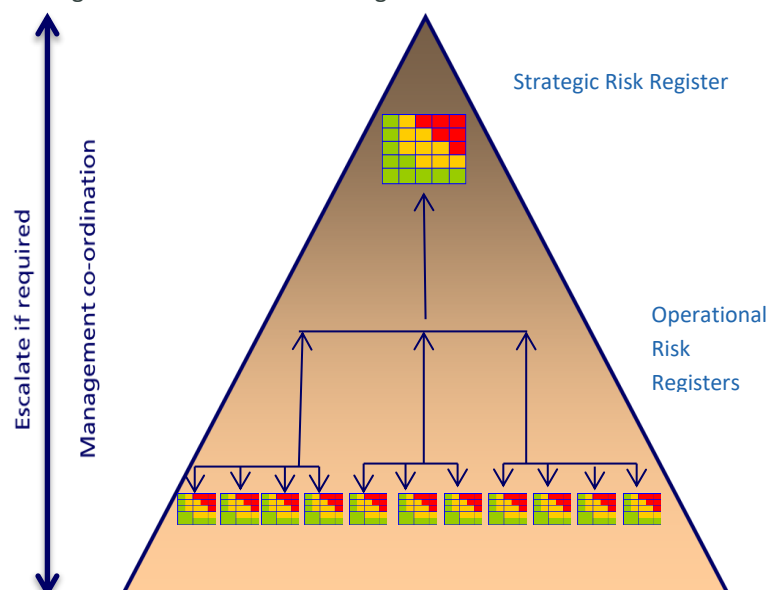 Strategic Risk Register
Escalate if required
Management co-ordination
Operational
Risk
Registers